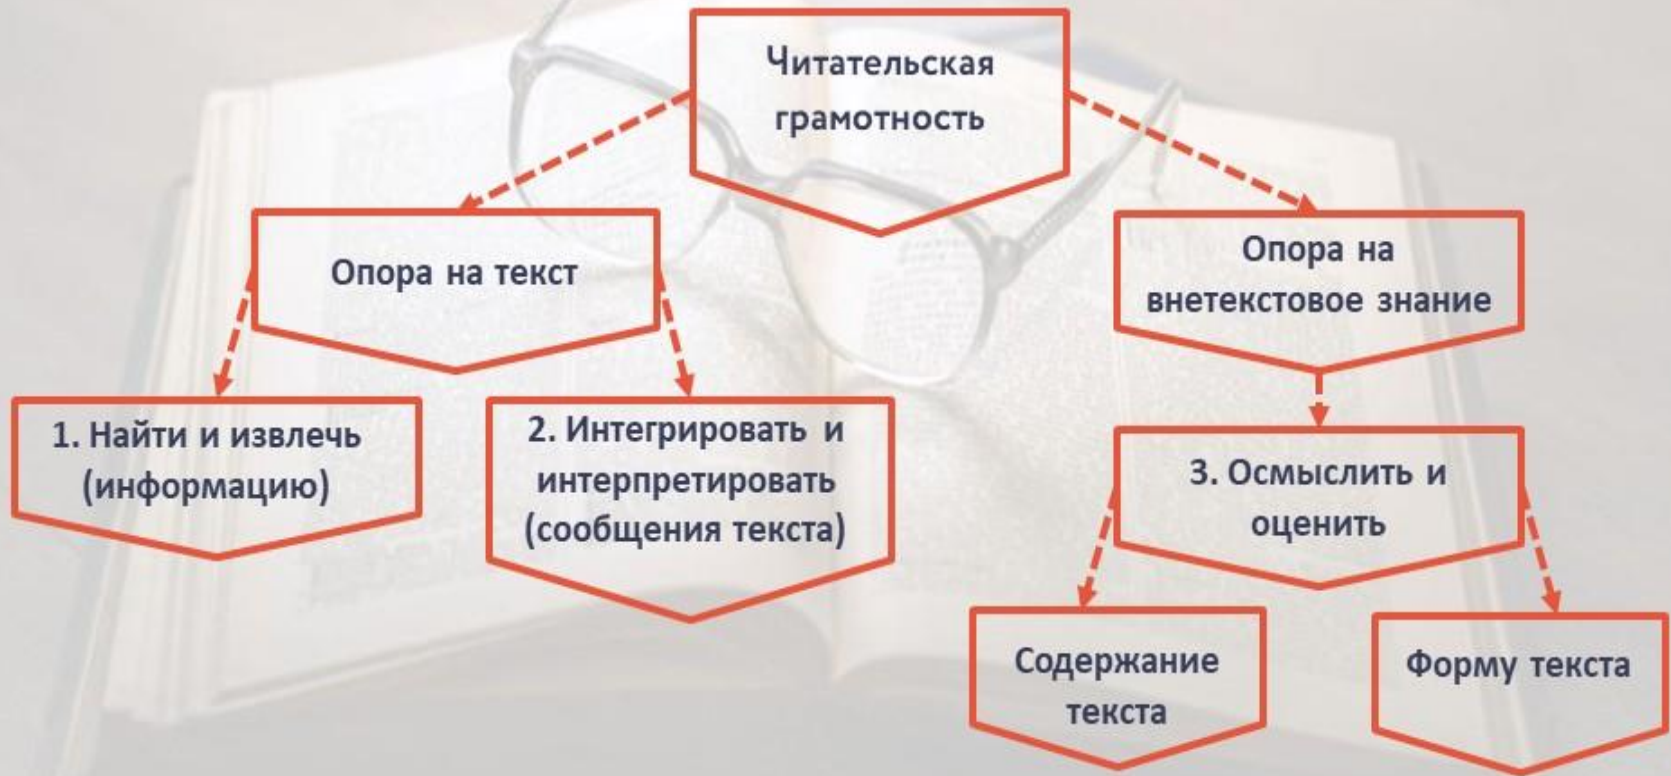 Читательская
грамотность
Опора на текст
Опора на
внетекстовое знание
1. Найти и извлечь
(информацию)
2. Интегрировать и
интерпретировать
(сообщения текста)
3. Осмыслить и
оценить
Содержание
текста
Форму текста